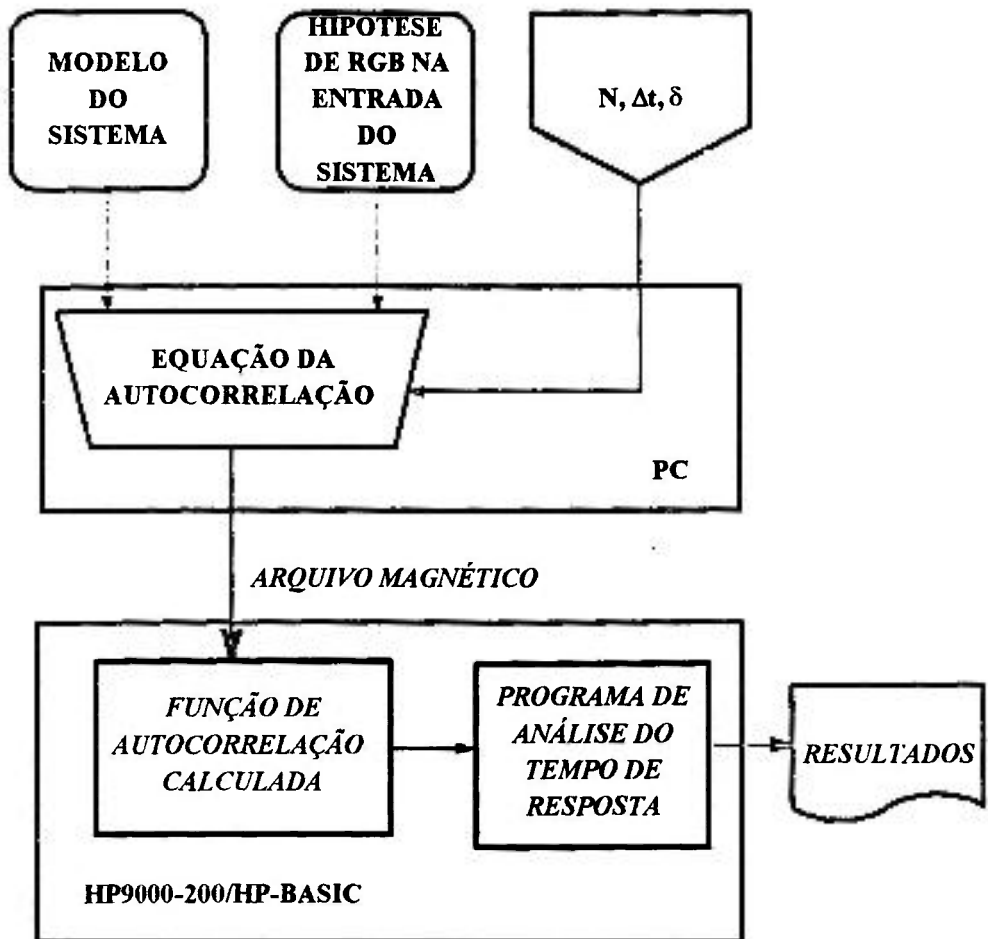 MODELO
DO
SISTEMA
HIPOTESE
DE RGB NA
ENTRADA
DO
SISTEMA
N, Δt, δ
EQUAÇÃO DA
AUTOCORRELAÇÃO
PC
ARQUIVO MAGNÉTICO
FUNÇÃO DE
AUTOCORRELAÇÃO
CALCULADA
PROGRAMA DE
ANÁLISE DO
TEMPO DE
RESPOSTA
RESULTADOS
HP9000-200/HP-BASIC